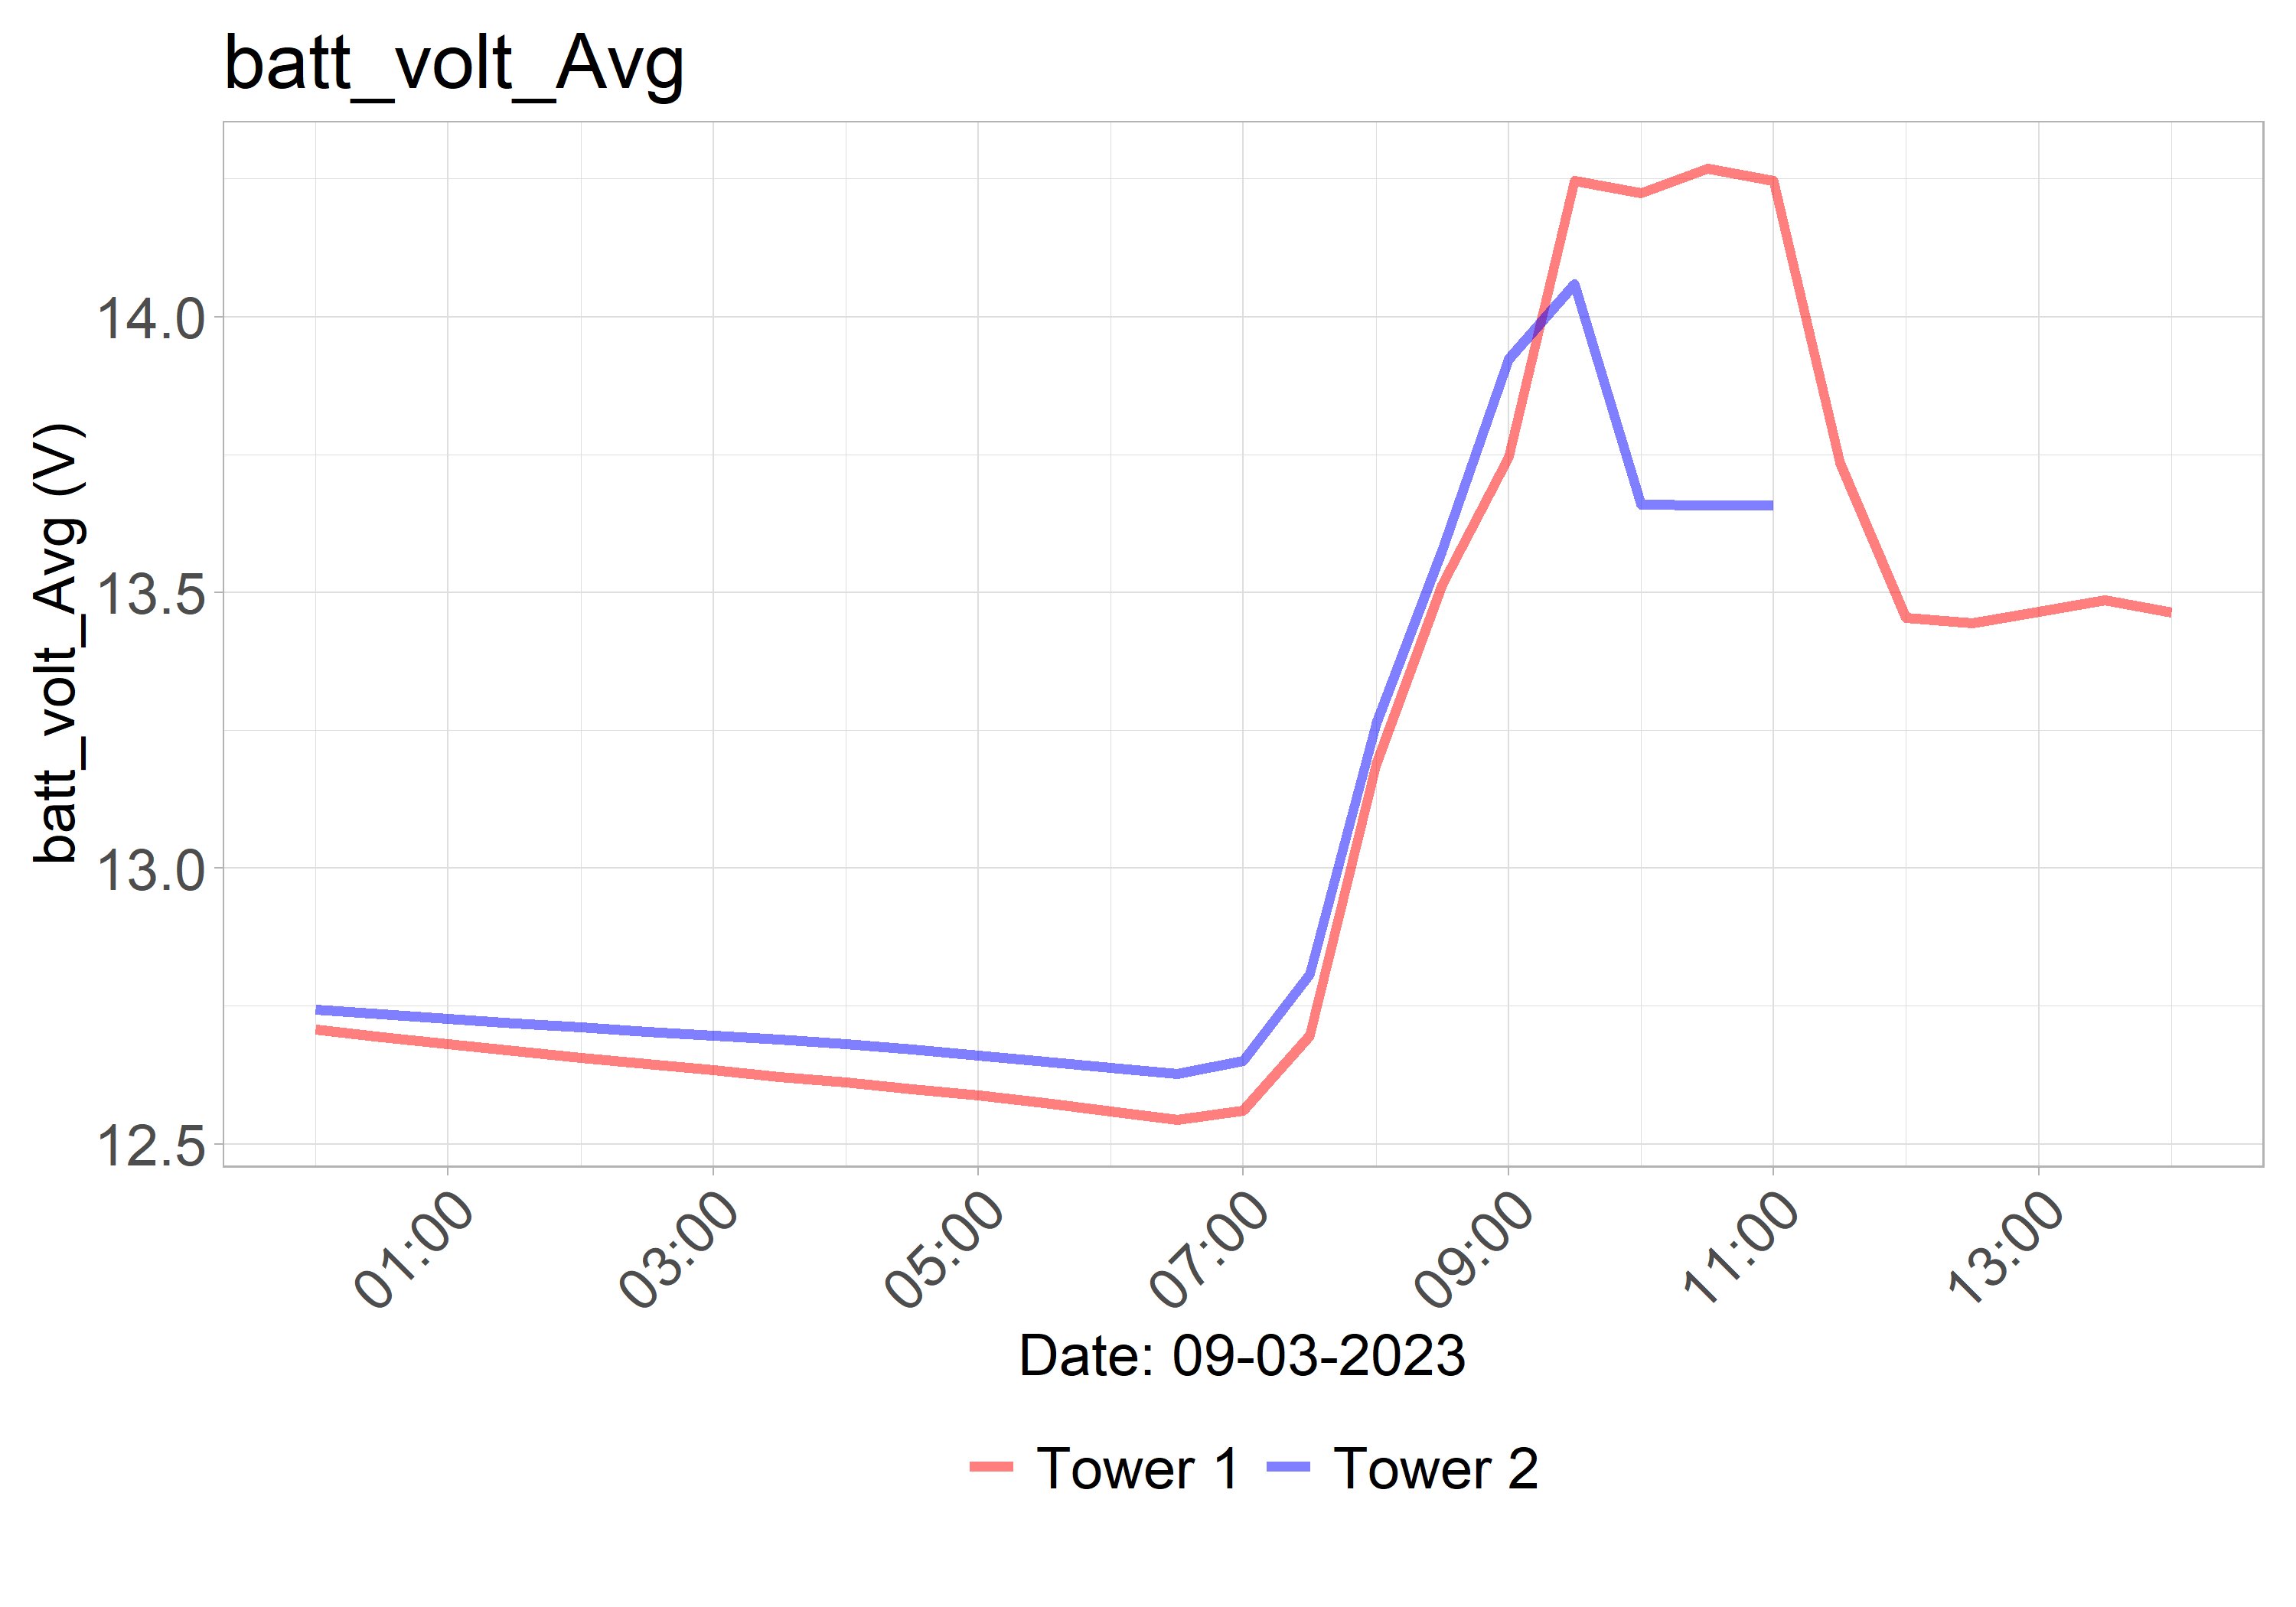 batt_volt_Avg
batt_volt_Avg (V)
14.0
13.5
13.0
12.5
01:00
03:00
05:00
07:00
09:00
11:00
13:00
Date: 09-03-2023
Tower 1
Tower 2